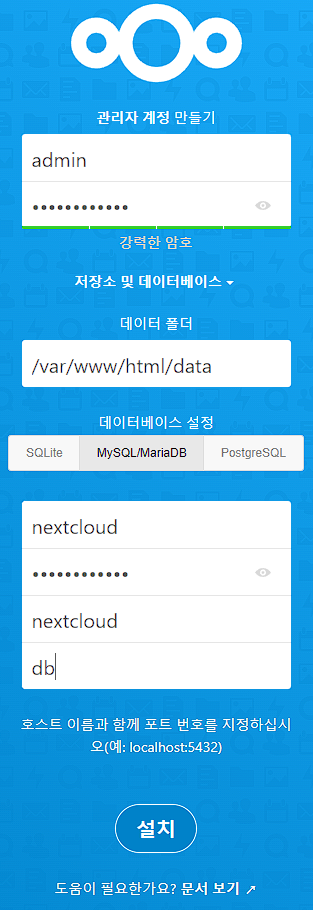 관리자 계정 만들기
admin
••••••••••••
강력한 암호
저장소 및 데이터베이스
데이터 폴더
/var/www/html/data
데이터베이스 설정
SQLite MySQL/MariaDB PostgreSQL
nextcloud
••••••••••••
nextcloud
db
호스트 이름과 함께 포트 번호를 지정하십시
오(예: localhost:5432)
설치
도움이 필요한가요? 문서 보기 ↗